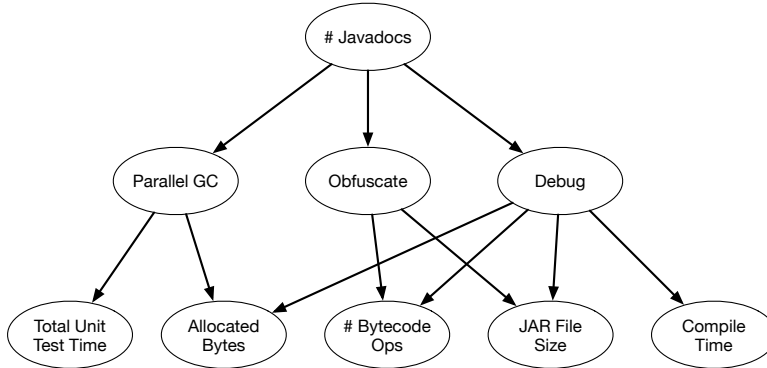 # Javadocs
Parallel GC
Obfuscate
Debug
Total Unit
Test Time
Allocated
Bytes
# Bytecode
Ops
JAR File
Size
Compile
Time